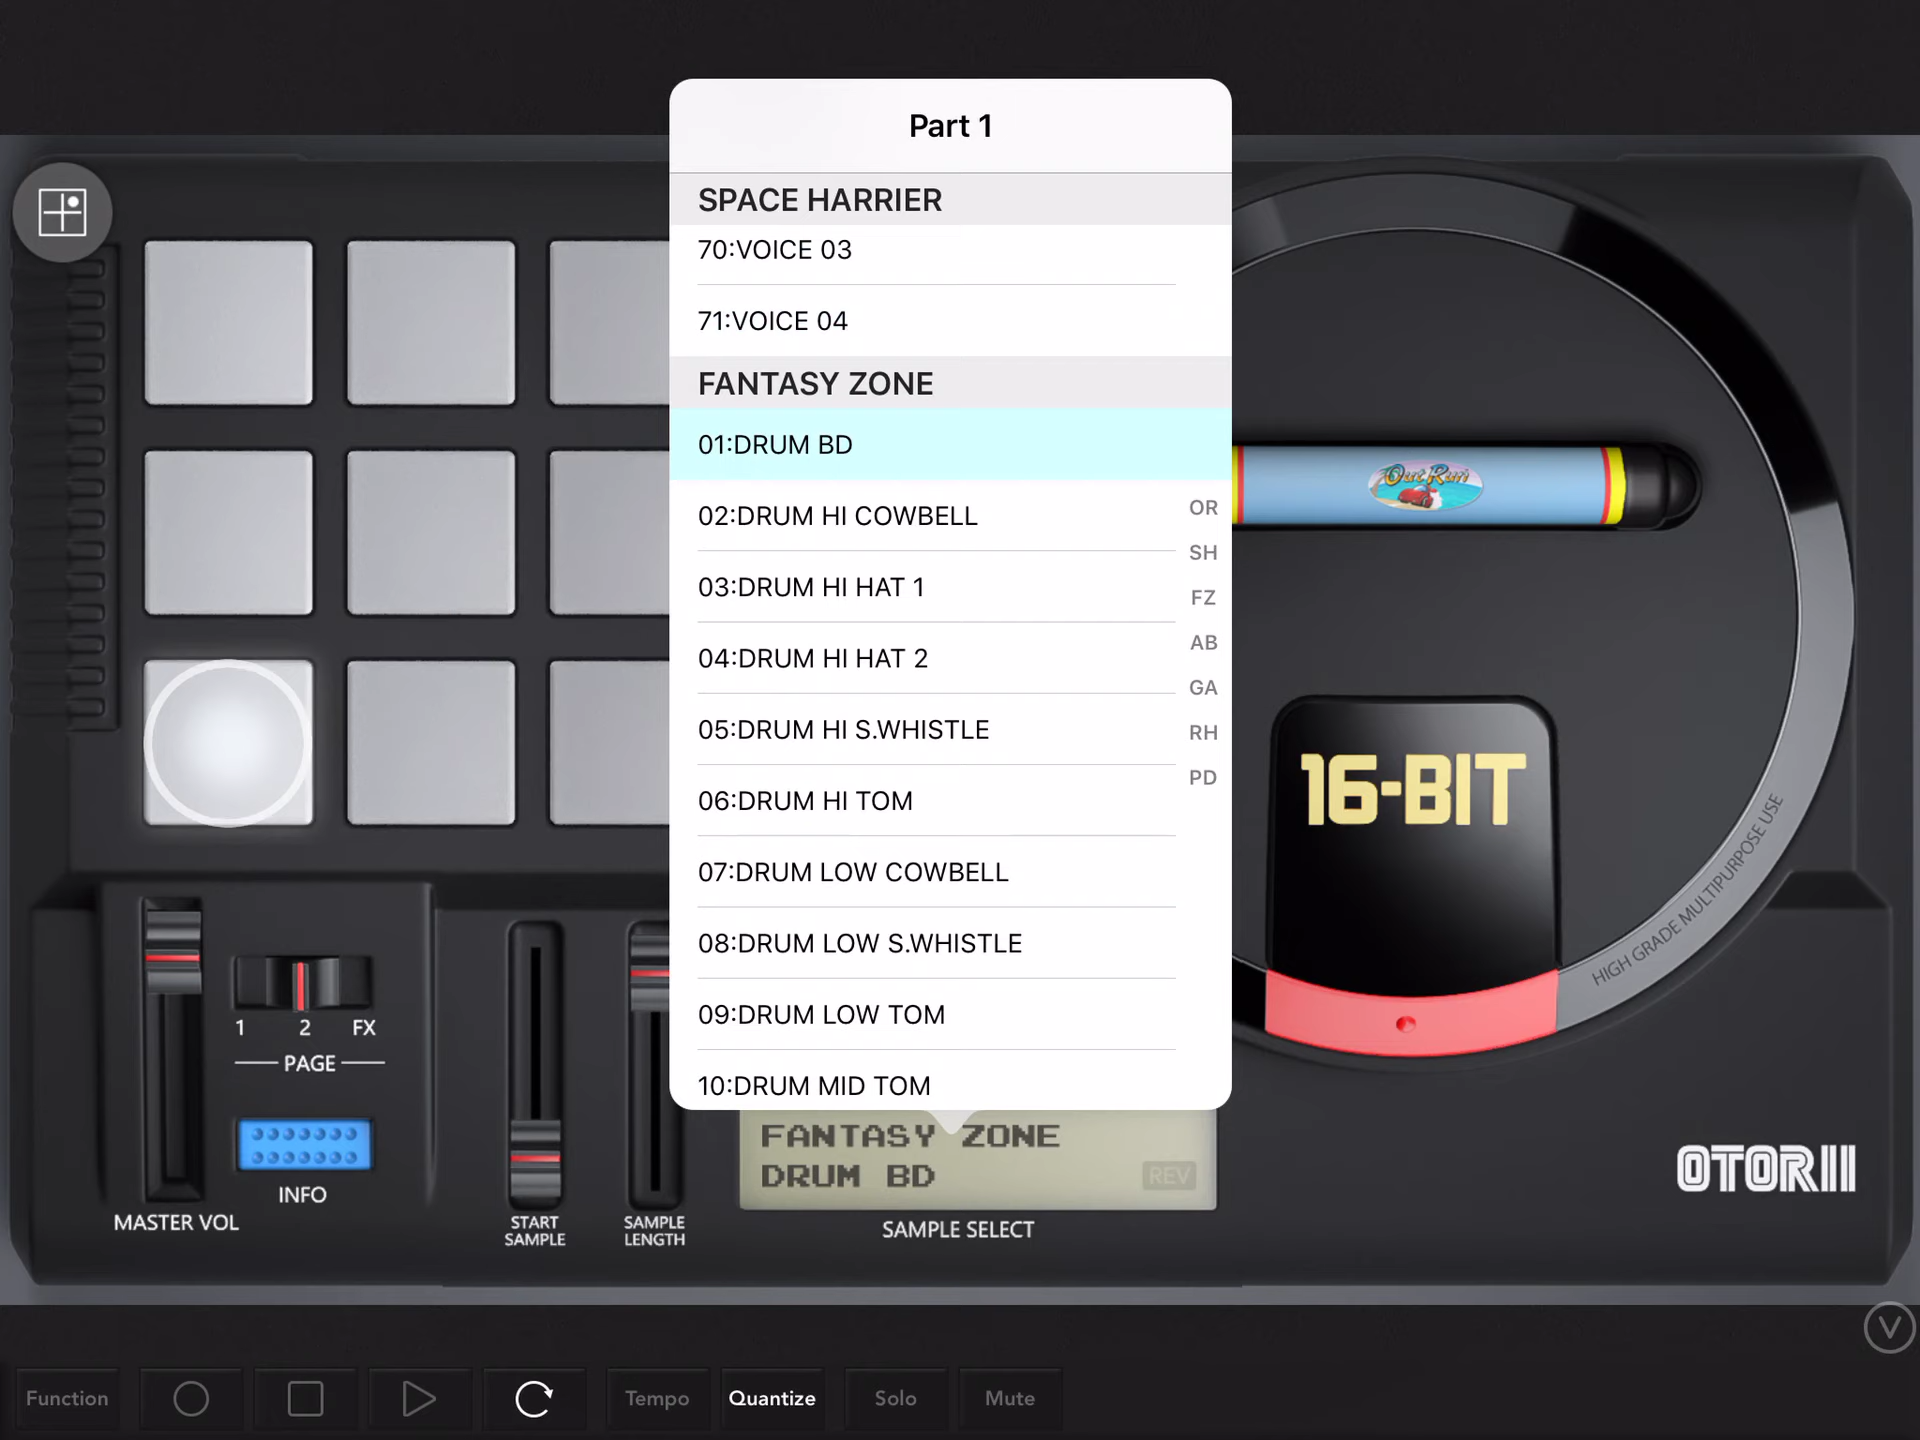 Part 1
SPACE HARRIER
70:VOICE 03
71:VOICE 04
FANTASY ZONE
01:DRUM BD
02:DRUM HI COWBELL
03:DRUM HI HAT 1
04:DRUM HI HAT 2
05:DRUM HI S.WHISTLE
06:DRUM HI TOM
07:DRUM LOW COWBELL
08:DRUM LOW S.WHISTLE
09:DRUM LOW TOM
10:DRUM MID TOM
OR
SH
FZ
AB
GA
RH
PD
OutRun
16-BIT
HIGH GRADE MULTIPURPOSE USE
1 2 FX
PAGE
INFO
MASTER VOL
START SAMPLE
SAMPLE LENGTH
FANTASY ZONE
DRUM BD
REV
SAMPLE SELECT
OTORII
V
Function
Tempo
Quantize
Solo
Mute